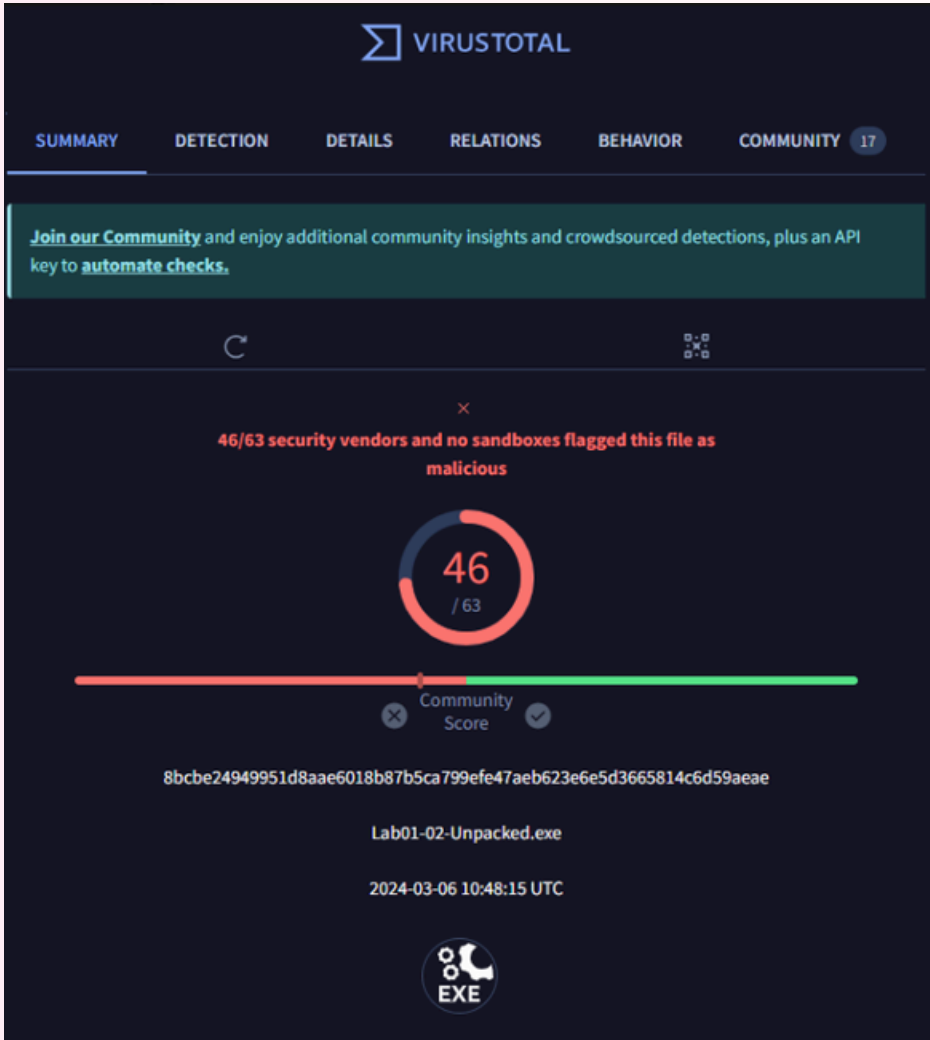 VIRUSTOTAL
SUMMARY DETECTION DETAILS RELATIONS BEHAVIOR COMMUNITY 17
Join our Community and enjoy additional community insights and crowdsourced detections, plus an API
key to automate checks.
46/63 security vendors and no sandboxes flagged this file as
malicious
46
/ 63
Community
Score
8bcbe24949951d8aae6018b87b5ca799efe47aeb623e6e5d3665814c6d59aeae
Lab01-02-Unpacked.exe
2024-03-06 10:48:15 UTC
EXE